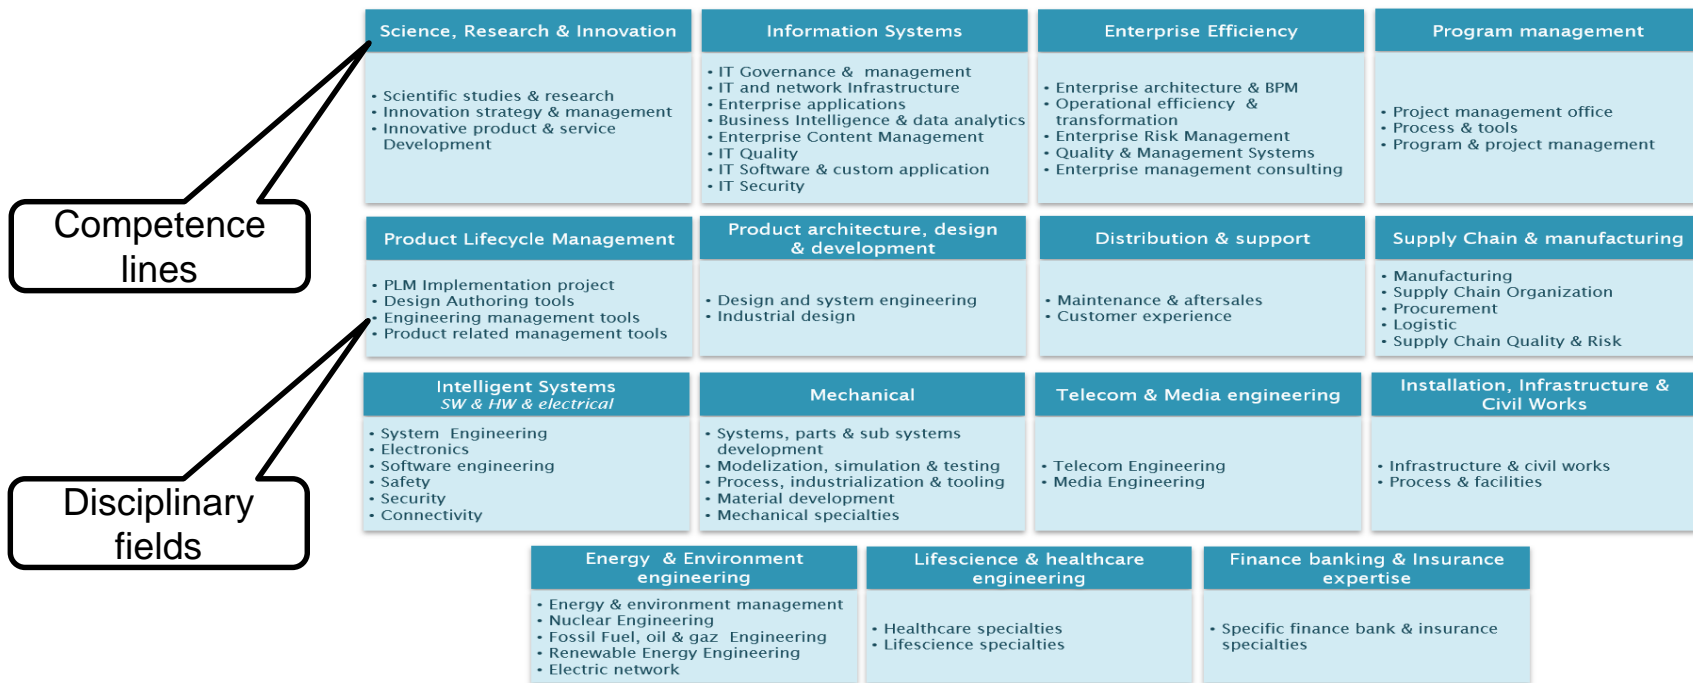 Competence
lines
Disciplinary
fields
Science, Research & Innovation
• Scientific studies & research
• Innovation strategy & management
• Innovative product & service
Development
Information Systems
• IT Governance & management
• IT and network Infrastructure
• Enterprise applications
• Business Intelligence & data analytics
• Enterprise Content Management
• IT Quality
• IT Software & custom application
• IT Security
Enterprise Efficiency
• Enterprise architecture & BPM
• Operational efficiency &
transformation
• Enterprise Risk Management
• Quality & Management Systems
• Enterprise management consulting
Program management
• Project management office
• Process & tools
• Program & project management
Product Lifecycle Management
• PLM Implementation project
• Design Authoring tools
• Engineering management tools
• Product related management tools
Product architecture, design
& development
• Design and system engineering
• Industrial design
Distribution & support
• Maintenance & aftersales
• Customer experience
Supply Chain & manufacturing
• Manufacturing
• Supply Chain Organization
• Procurement
• Logistic
• Supply Chain Quality & Risk
Intelligent Systems
SW & HW & electrical
• System Engineering
• Electronics
• Software engineering
• Safety
• Security
• Connectivity
Mechanical
• Systems, parts & sub systems
development
• Modelization, simulation & testing
• Process, industrialization & tooling
• Material development
• Mechanical specialties
Telecom & Media engineering
• Telecom Engineering
• Media Engineering
Installation, Infrastructure &
Civil Works
• Infrastructure & civil works
• Process & facilities
Energy & Environment
engineering
• Energy & environment management
• Nuclear Engineering
• Fossil Fuel, oil & gaz Engineering
• Renewable Energy Engineering
• Electric network
Lifescience & healthcare
engineering
• Healthcare specialties
• Lifescience specialties
Finance banking & Insurance
expertise
• Specific finance bank & insurance
specialties